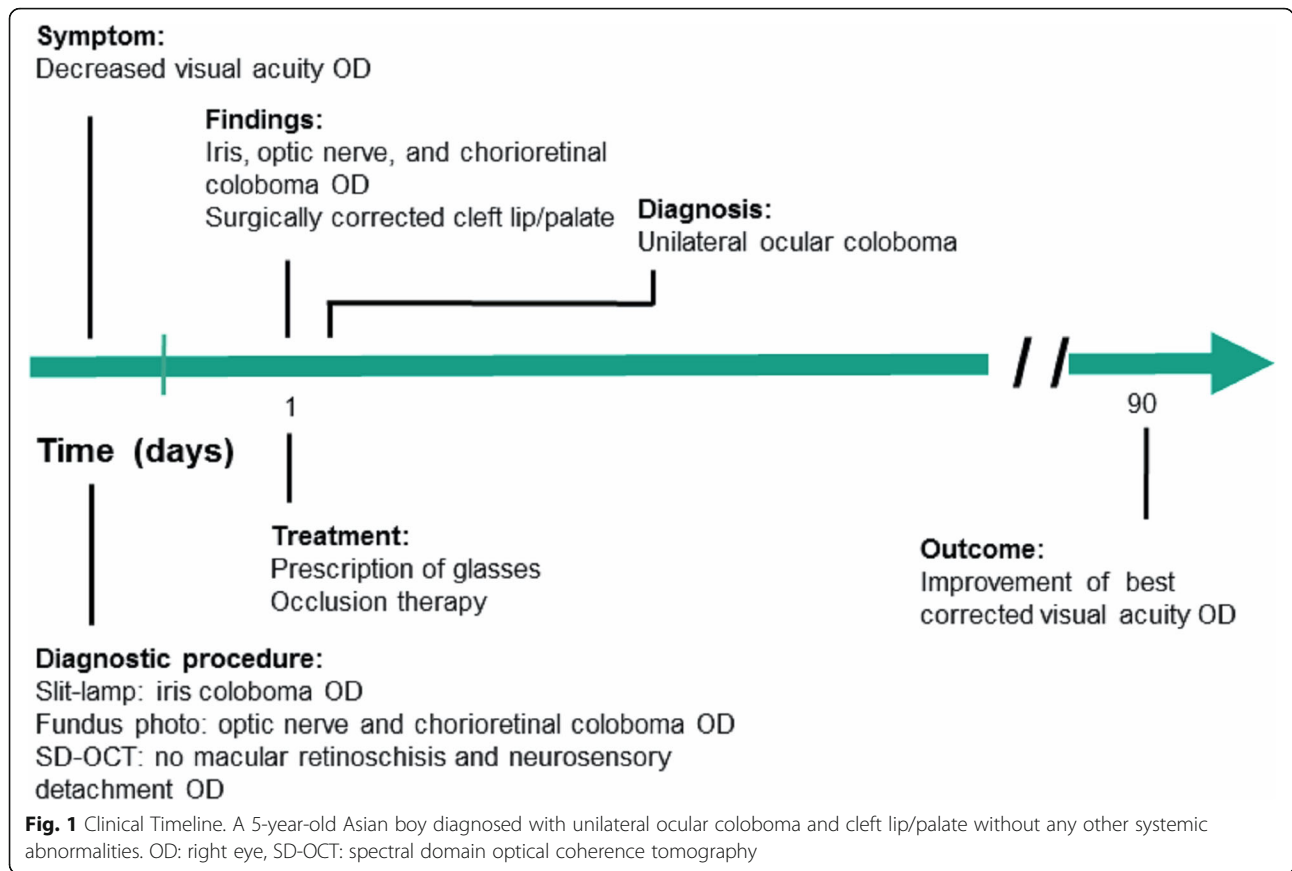 Symptom:
Decreased visual acuity OD
Findings:
Iris, optic nerve, and chorioretinal
coloboma OD
Surgically corrected cleft lip/palate
Diagnosis:
Unilateral ocular coloboma
1
90
Time (days)
Treatment:
Prescription of glasses
Occlusion therapy
Outcome:
Improvement of best
corrected visual acuity OD
Diagnostic procedure:
Slit-lamp: iris coloboma OD
Fundus photo: optic nerve and chorioretinal coloboma OD
SD-OCT: no macular retinoschisis and neurosensory
detachment OD
Fig. 1 Clinical Timeline. A 5-year-old Asian boy diagnosed with unilateral ocular coloboma and cleft lip/palate without any other systemic
abnormalities. OD: right eye, SD-OCT: spectral domain optical coherence tomography